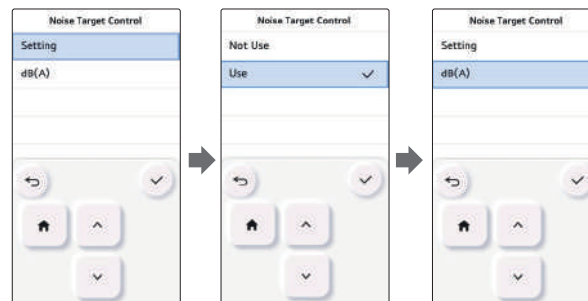 Noise Target Control
Setting
dB(A)
Noise Target Control
Not Use
Use
Noise Target Control
Setting
dB(A)